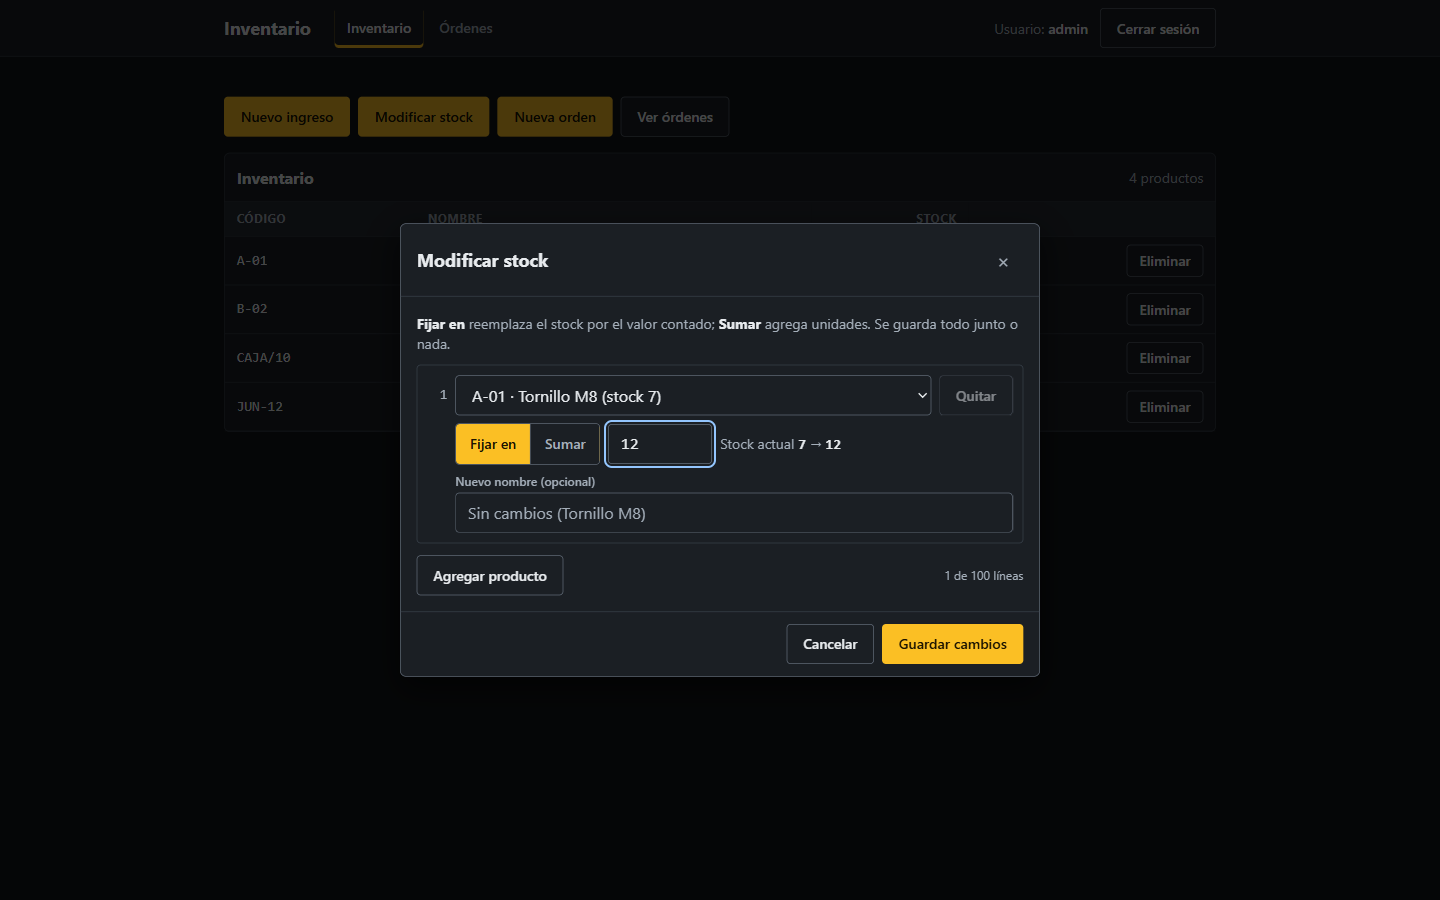 Inventario Inventario Órdenes Usuario: admin Cerrar sesión
Nuevo ingreso Modificar stock Nueva orden Ver órdenes
Inventario 4 productos
CÓDIGO NOMBRE STOCK
A-01 Eliminar
B-02 Eliminar
CAJA/10 Eliminar
JUN-12 Eliminar
Modificar stock ×
Fijar en reemplaza el stock por el valor contado; Sumar agrega unidades. Se guarda todo junto o
nada.
1 A-01 · Tornillo M8 (stock 7) Quitar
Fijar en Sumar 12 Stock actual 7 → 12
Nuevo nombre (opcional)
Sin cambios (Tornillo M8)
Agregar producto 1 de 100 líneas
Cancelar Guardar cambios